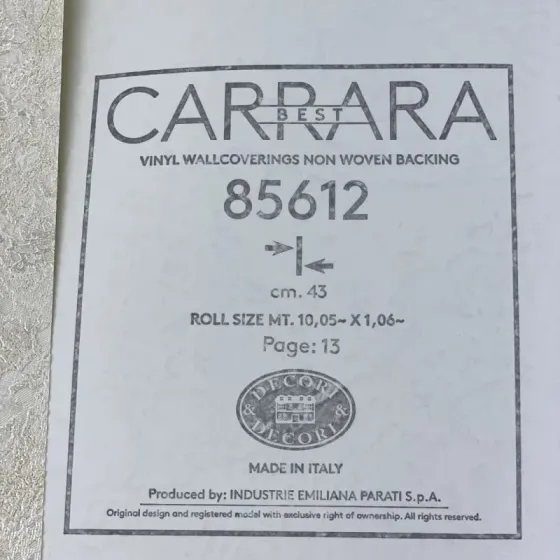 CARRARA
BEST
VINYL WALLCOVERINGS NON WOVEN BACKING
85612
cm. 43
ROLL SIZE MT. 10,05~ X 1,06~
Page: 13
DECORI
& &
DECORI
MADE IN ITALY
Produced by: INDUSTRIE EMILIANA PARATI S.p.A.
Original design and registered model with exclusive right of ownership. All rights reserved.